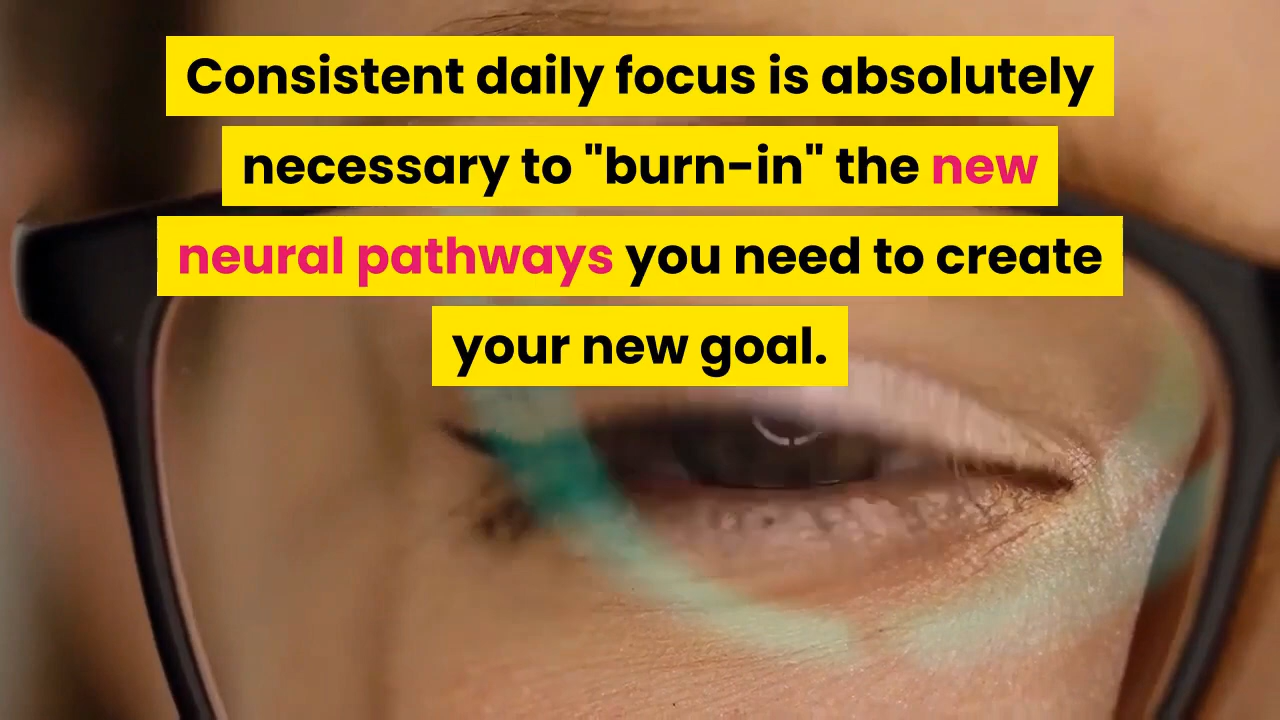 Consistent daily focus is absolutely
necessary to "burn-in" the new
neural pathways you need to create
your new goal.